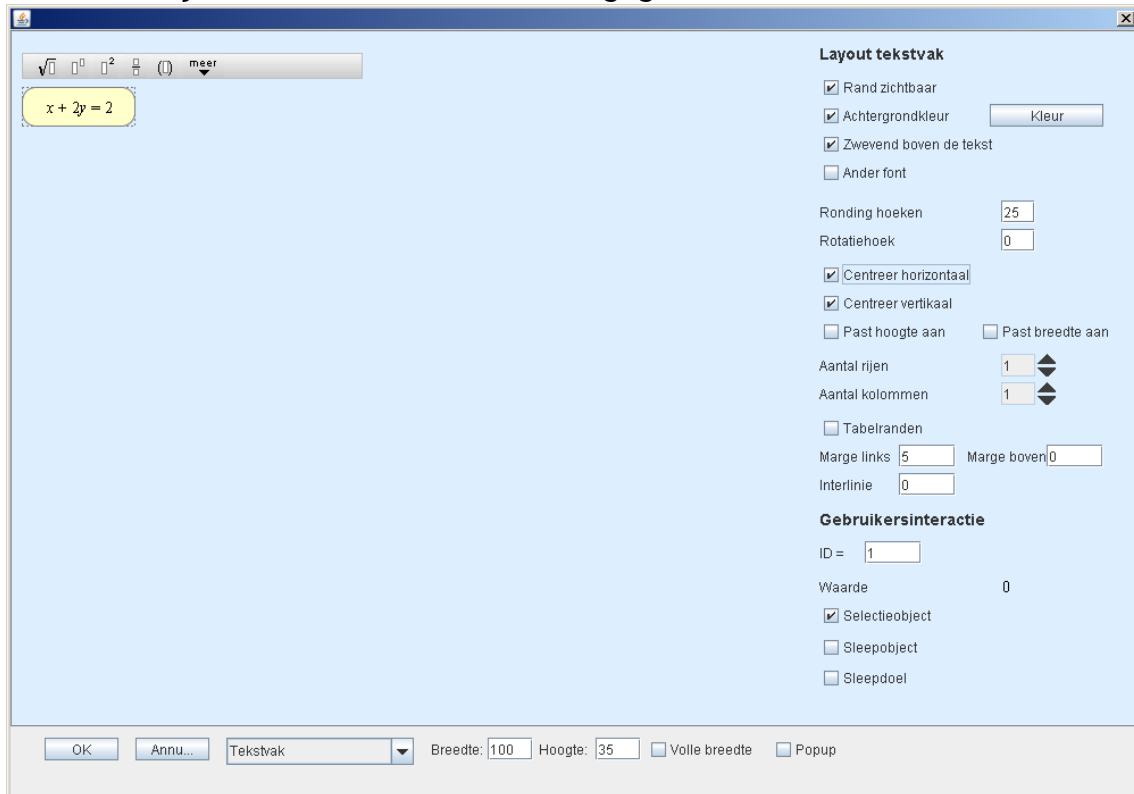 meer
x + 2y = 2
Layout tekstvak
Rand zichtbaar
Achtergrondkleur Kleur
Zwevend boven de tekst
Ander font
Ronding hoeken 25
Rotatiehoek 0
Centreer horizontaal
Centreer vertikaal
Past hoogte aan Past breedte aan
Aantal rijen 1
Aantal kolommen 1
Tabelranden
Marge links 5 Marge boven 0
Interlinie 0
Gebruikersinteractie
ID = 1
Waarde 0
Selectieobject
Sleepobject
Sleepdoel
OK Annu... Tekstvak Breedte: 100 Hoogte: 35 Volle breedte Popup